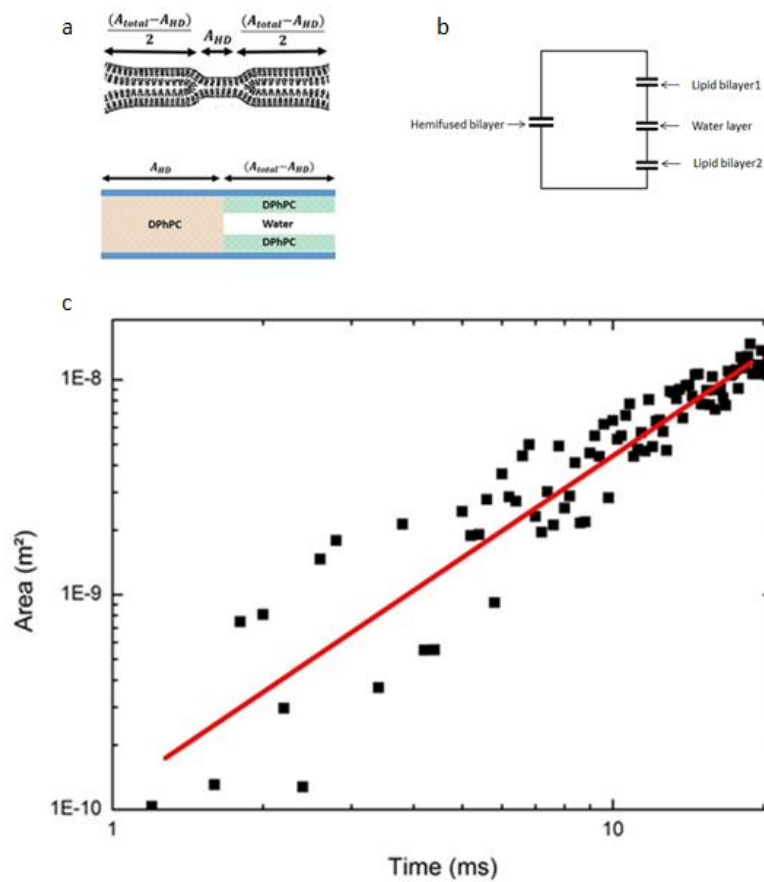 a
(A_total−A_HD)
2
A_HD
(A_total−A_HD)
2
A_HD
(A_total−A_HD)
DPhPC
DPhPC
Water
DPhPC
b
Hemifused bilayer
Lipid bilayer1
Water layer
Lipid bilayer2
c
1E-8
1E-9
1E-10
Area (m²)
1
10
Time (ms)